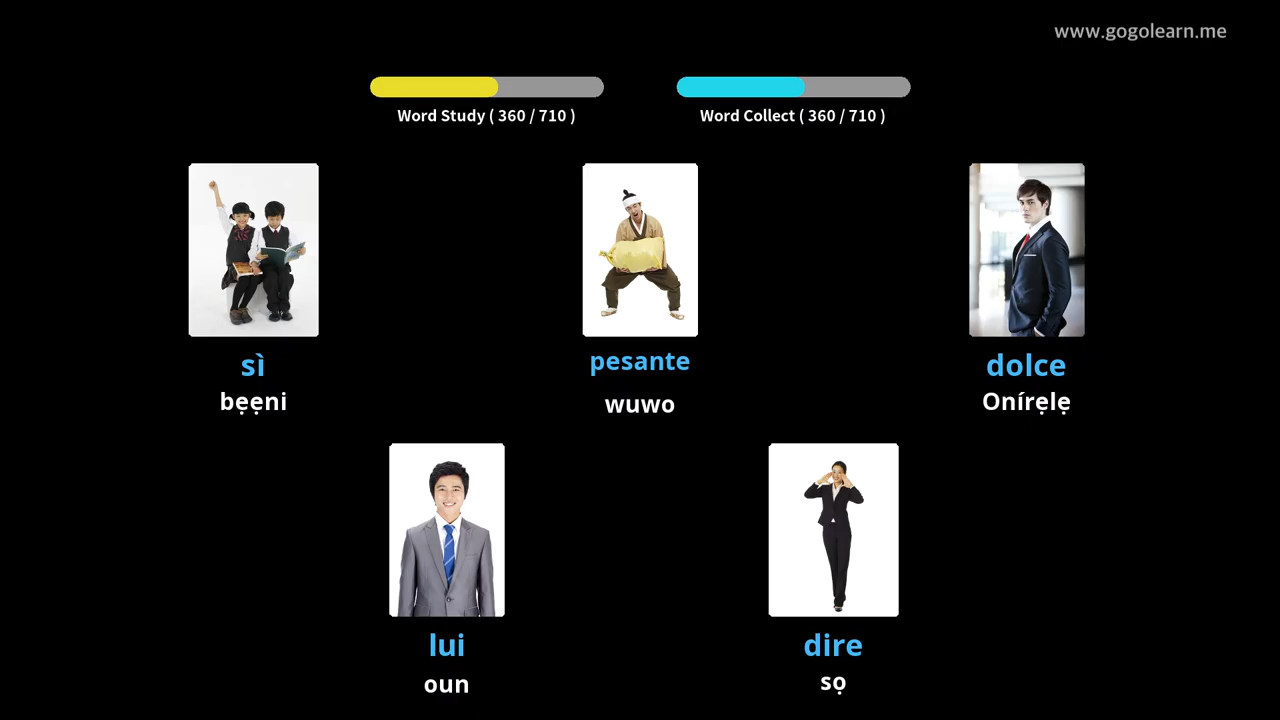 www.gogolearn.me
Word Study ( 360 / 710 )
Word Collect ( 360 / 710 )
sì
bẹẹni
pesante
wuwo
dolce
Onírẹlẹ
lui
oun
dire
sọ